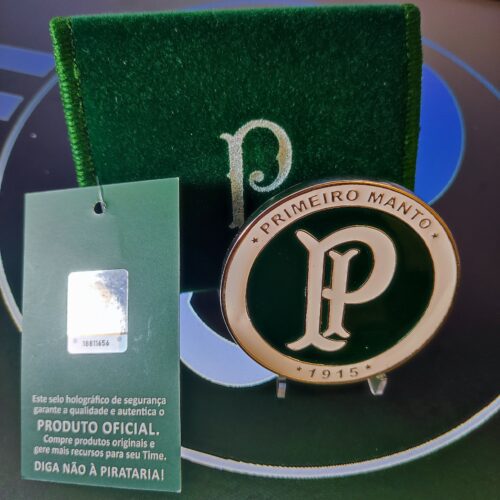 P
PRIMEIRO MANTO
P
1915
18811656
Este selo holográfico de segurança
garante a qualidade e autentica o
PRODUTO OFICIAL.
Compre produtos originais e
gere mais recursos para seu Time.
DIGA NÃO À PIRATARIA!